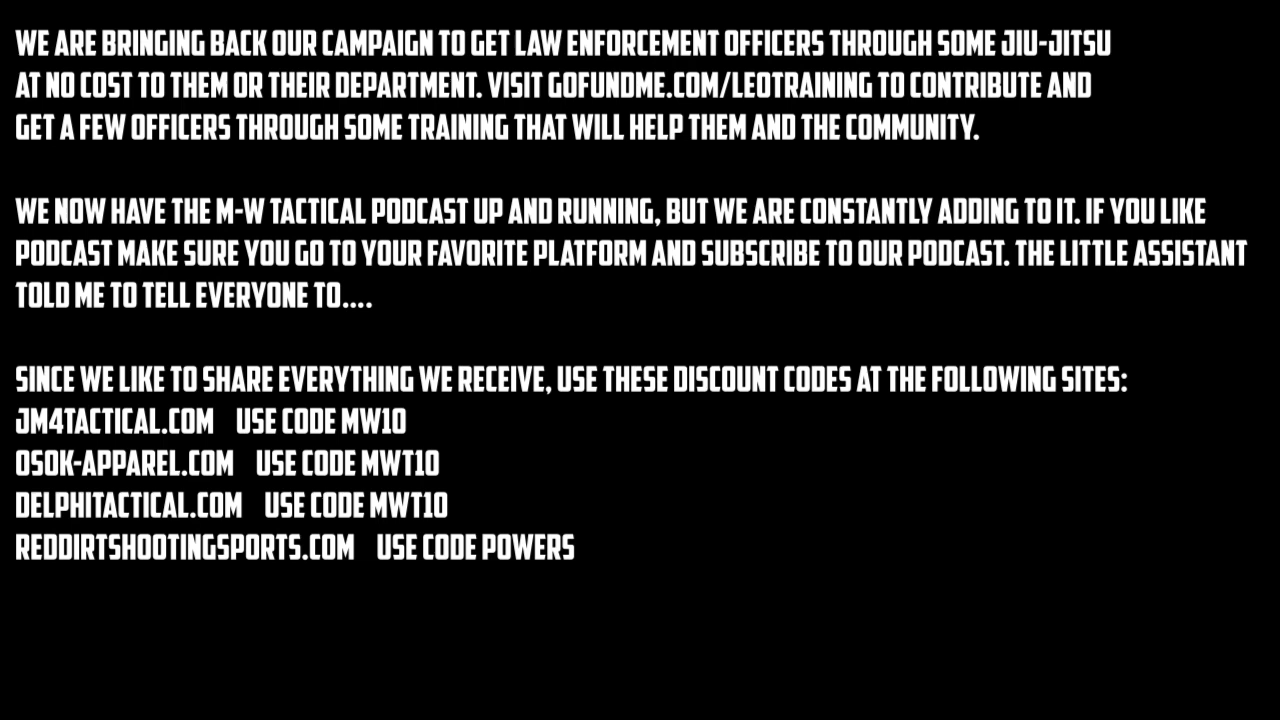 WE ARE BRINGING BACK OUR CAMPAIGN TO GET LAW ENFORCEMENT OFFICERS THROUGH SOME JIU-JITSU
AT NO COST TO THEM OR THEIR DEPARTMENT. VISIT GOFUNDME.COM/LEOTRAINING TO CONTRIBUTE AND
GET A FEW OFFICERS THROUGH SOME TRAINING THAT WILL HELP THEM AND THE COMMUNITY.
WE NOW HAVE THE M-W TACTICAL PODCAST UP AND RUNNING, BUT WE ARE CONSTANTLY ADDING TO IT. IF YOU LIKE
PODCAST MAKE SURE YOU GO TO YOUR FAVORITE PLATFORM AND SUBSCRIBE TO OUR PODCAST. THE LITTLE ASSISTANT
TOLD ME TO TELL EVERYONE TO....
SINCE WE LIKE TO SHARE EVERYTHING WE RECEIVE, USE THESE DISCOUNT CODES AT THE FOLLOWING SITES:
JM4TACTICAL.COM USE CODE MW10
OSOK-APPAREL.COM USE CODE MWT10
DELPHITACTICAL.COM USE CODE MWT10
REDDIRTSHOOTINGSPORTS.COM USE CODE POWERS